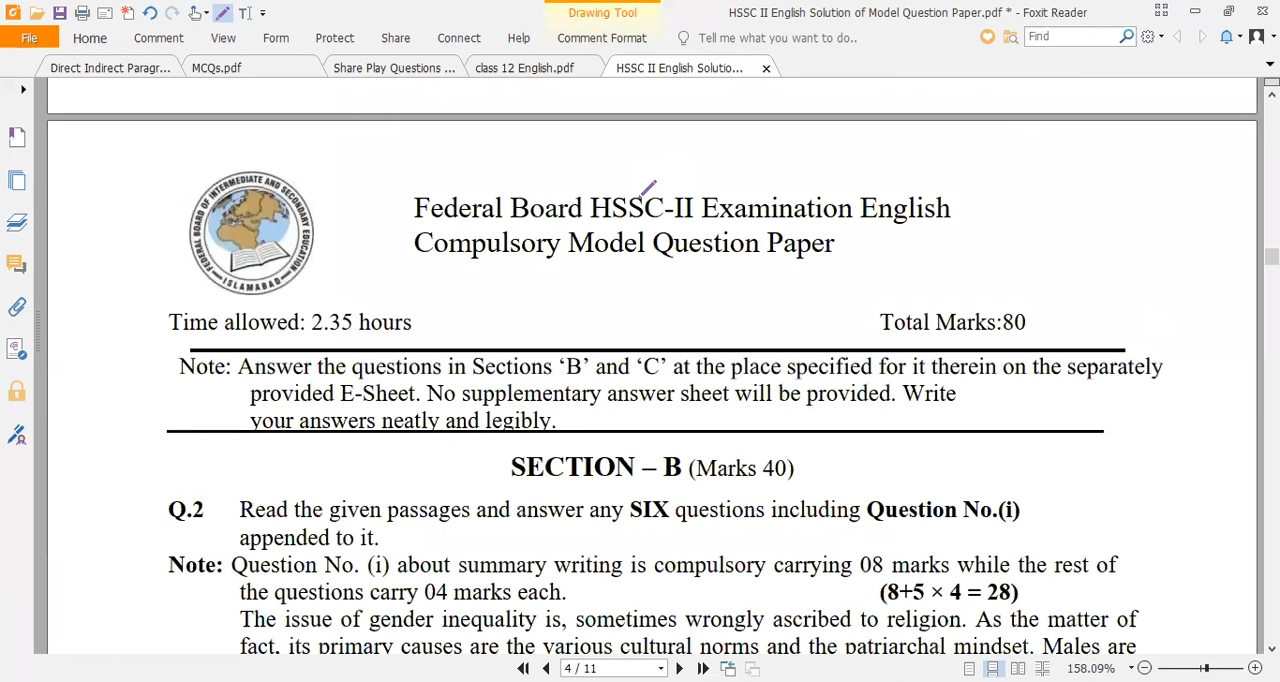 HSSC II English Solution of Model Question Paper.pdf * - Foxit Reader
Drawing Tool
File Home Comment View Form Protect Share Connect Help Comment Format Tell me what you want to do.. Find
Direct Indirect Paragr... MCQs.pdf Share Play Questions ... class 12 English.pdf HSSC II English Solutio...
FEDERAL BOARD OF INTERMEDIATE AND SECONDARY EDUCATION
ISLAMABAD
Federal Board HSSC-II Examination English
Compulsory Model Question Paper
Time allowed: 2.35 hours Total Marks:80
Note: Answer the questions in Sections ‘B’ and ‘C’ at the place specified for it therein on the separately
provided E-Sheet. No supplementary answer sheet will be provided. Write
your answers neatly and legibly.
SECTION – B (Marks 40)
Q.2 Read the given passages and answer any SIX questions including Question No.(i)
appended to it.
Note: Question No. (i) about summary writing is compulsory carrying 08 marks while the rest of
the questions carry 04 marks each. (8+5 × 4 = 28)
The issue of gender inequality is, sometimes wrongly ascribed to religion. As the matter of
fact, its primary causes are the various cultural norms and the patriarchal mindset. Males are
4 / 11 158.09%